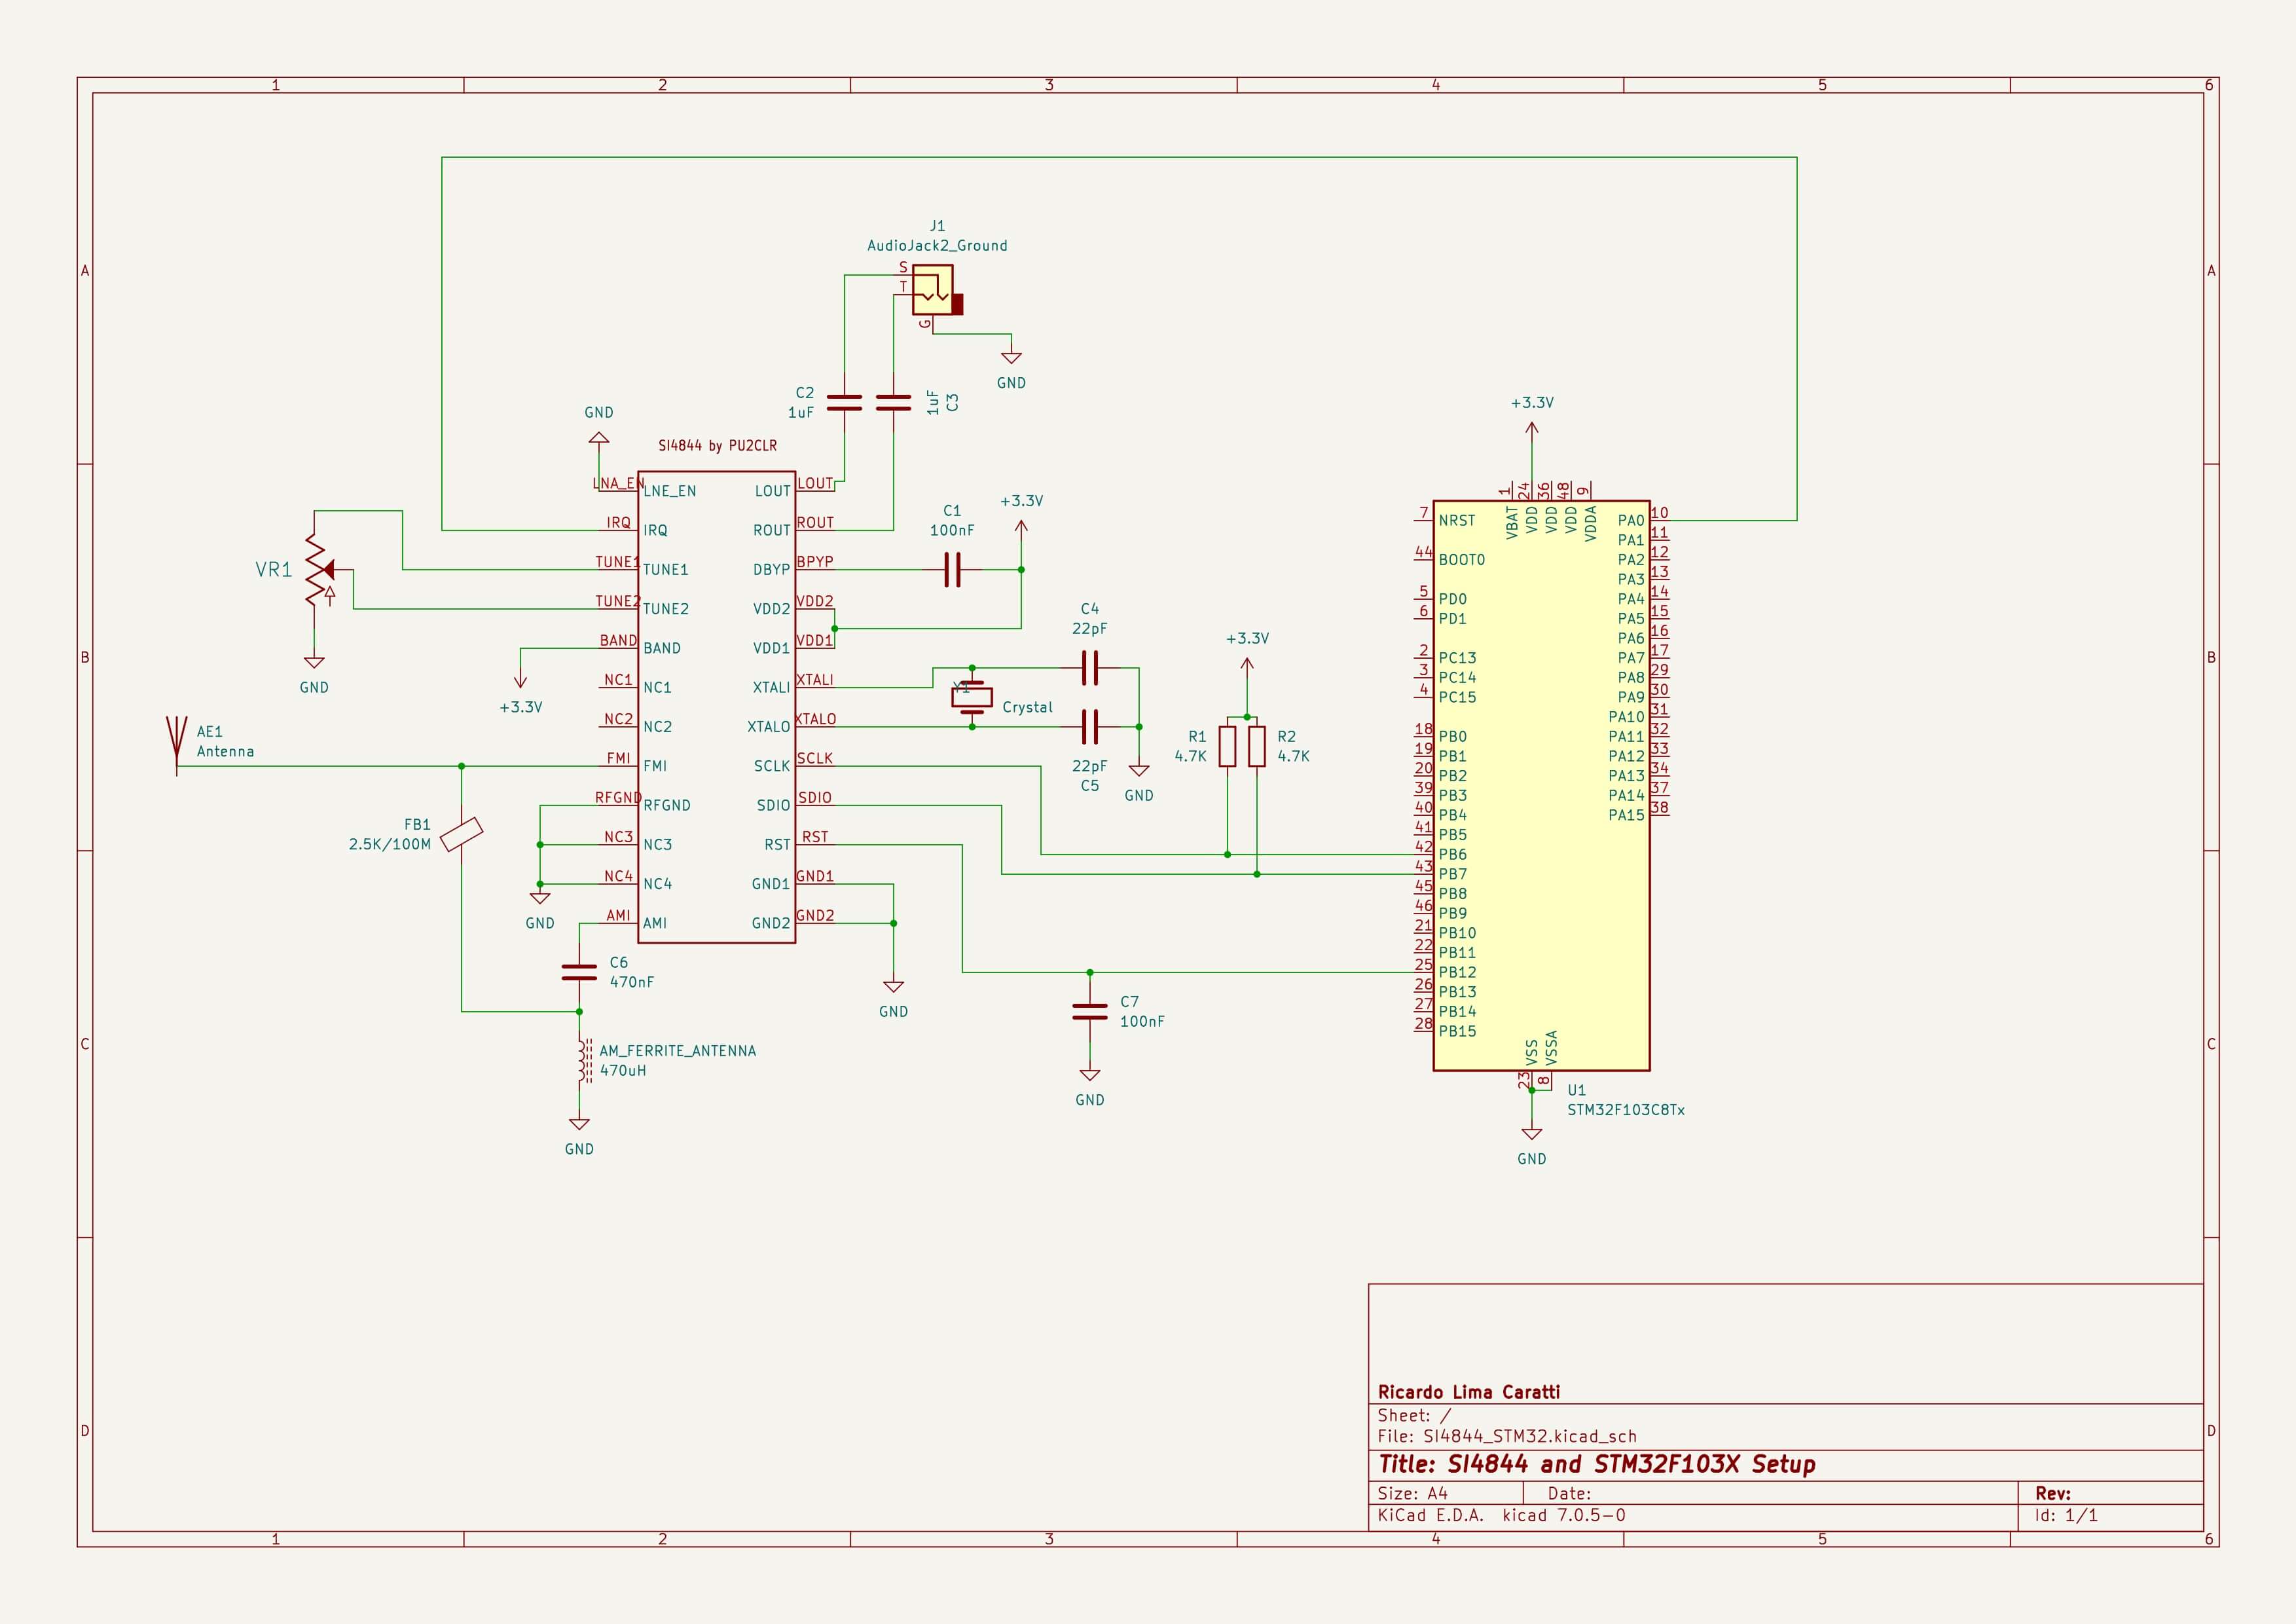 1 2 3 4 5 6
A A
J1
AudioJack2_Ground
S
T
G
GND
C2
1uF
1uF
C3
GND
+3.3V
SI4844 by PU2CLR
LNA_EN LNE_EN LOUT LOUT
IRQ IRQ ROUT ROUT
TUNE1 TUNE1 DBYP BPYP
TUNE2 TUNE2 VDD2 VDD2
BAND BAND VDD1 VDD1
NC1 NC1 XTALI XTALI
NC2 NC2 XTALO XTALO
FMI FMI SCLK SCLK
RFGND RFGND SDIO SDIO
NC3 NC3 RST RST
NC4 NC4 GND1 GND1
AMI AMI GND2 GND2
C1
100nF
+3.3V
VR1
GND
+3.3V
B B
C4
22pF
Y1
Crystal
22pF
C5
GND
+3.3V
R1
4.7K
R2
4.7K
AE1
Antenna
FB1
2.5K/100M
GND
C6
470nF
GND
C7
100nF
GND
AM_FERRITE_ANTENNA
470uH
GND
1 24 36 48 9
VBAT VDD VDD VDD VDDA
7 NRST PA0 10
PA1 11
44 BOOT0 PA2 12
PA3 13
5 PD0 PA4 14
6 PD1 PA5 15
PA6 16
2 PC13 PA7 17
3 PC14 PA8 29
4 PC15 PA9 30
PA10 31
18 PB0 PA11 32
19 PB1 PA12 33
20 PB2 PA13 34
39 PB3 PA14 37
40 PB4 PA15 38
41 PB5
42 PB6
43 PB7
45 PB8
46 PB9
21 PB10
22 PB11
25 PB12
26 PB13
27 PB14
28 PB15
VSS VSSA
23 8
U1
STM32F103C8Tx
GND
C C
Ricardo Lima Caratti
Sheet: /
File: SI4844_STM32.kicad_sch
Title: SI4844 and STM32F103X Setup
Size: A4 Date: Rev:
KiCad E.D.A. kicad 7.0.5-0 Id: 1/1
D D
1 2 3 4 5 6